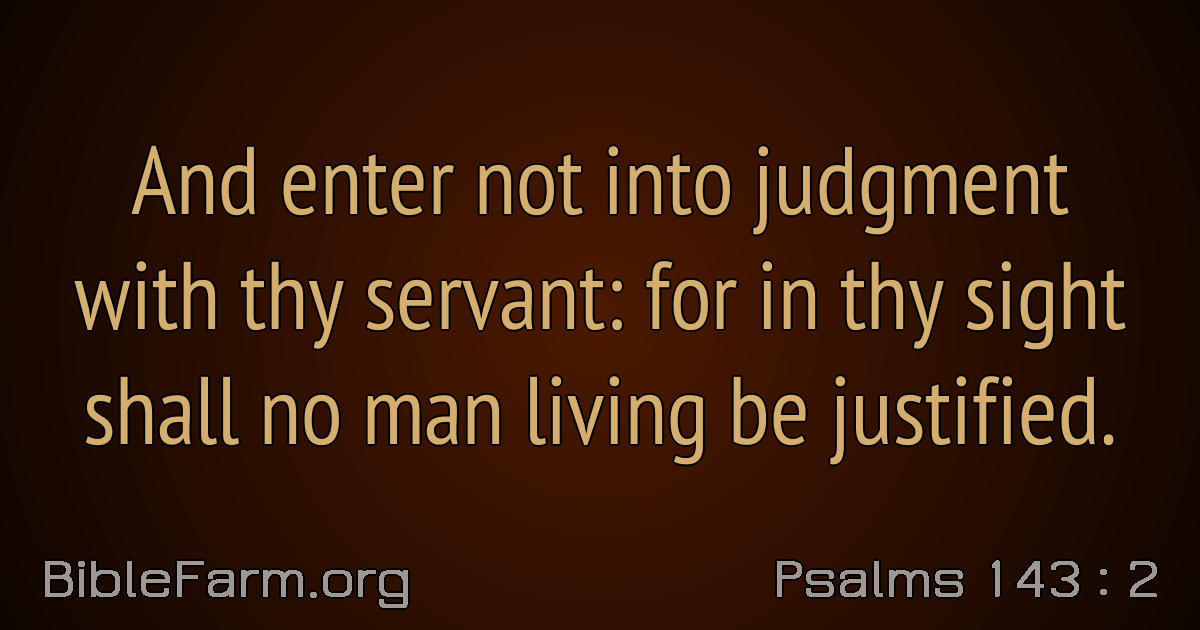 And enter not into judgment
with thy servant: for in thy sight
shall no man living be justified.
BibleFarm.org
Psalms 143 : 2